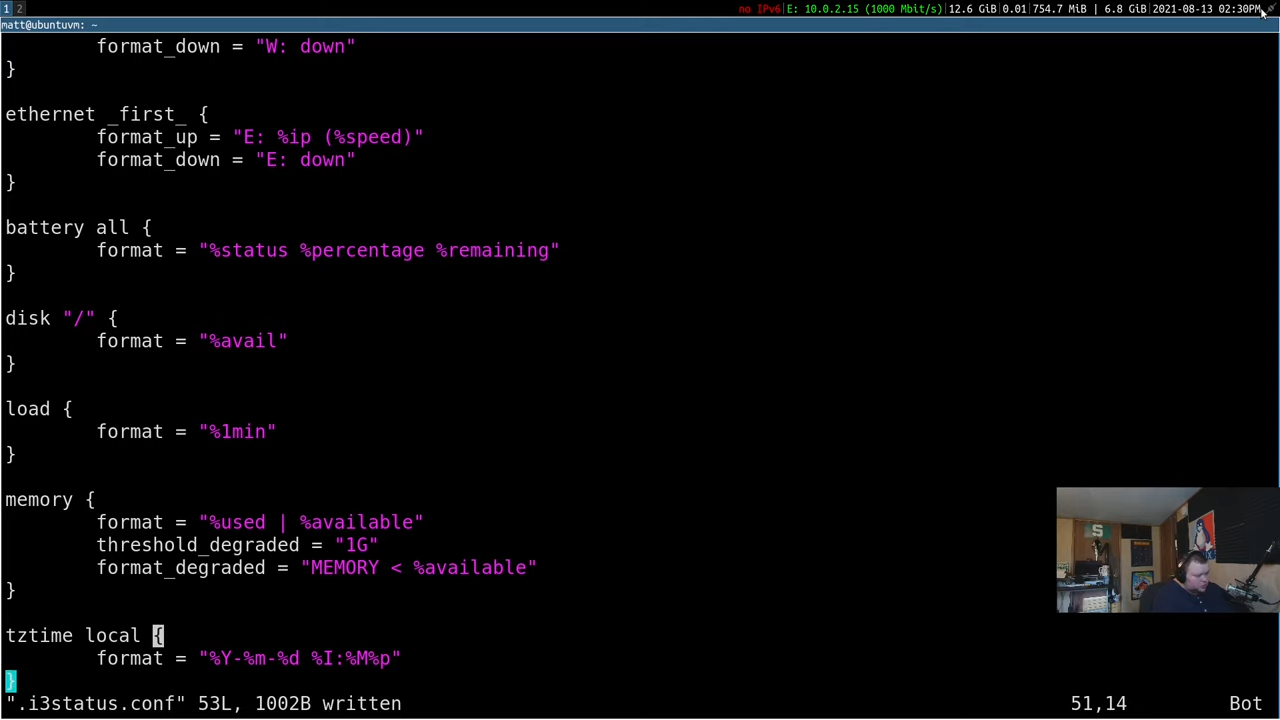 1 2 no IPv6 | E: 10.0.2.15 (1000 Mbit/s) | 12.6 GiB | 0.01 | 754.7 MiB | 6.8 GiB | 2021-08-13 02:30PM
matt@ubuntuvm: ~
format_down = "W: down"
}
ethernet _first_ {
format_up = "E: %ip (%speed)"
format_down = "E: down"
}
battery all {
format = "%status %percentage %remaining"
}
disk "/" {
format = "%avail"
}
load {
format = "%1min"
}
memory {
format = "%used | %available"
threshold_degraded = "1G"
format_degraded = "MEMORY < %available"
}
tztime local {
format = "%Y-%m-%d %I:%M%p"
}
".i3status.conf" 53L, 1002B written 51,14 Bot